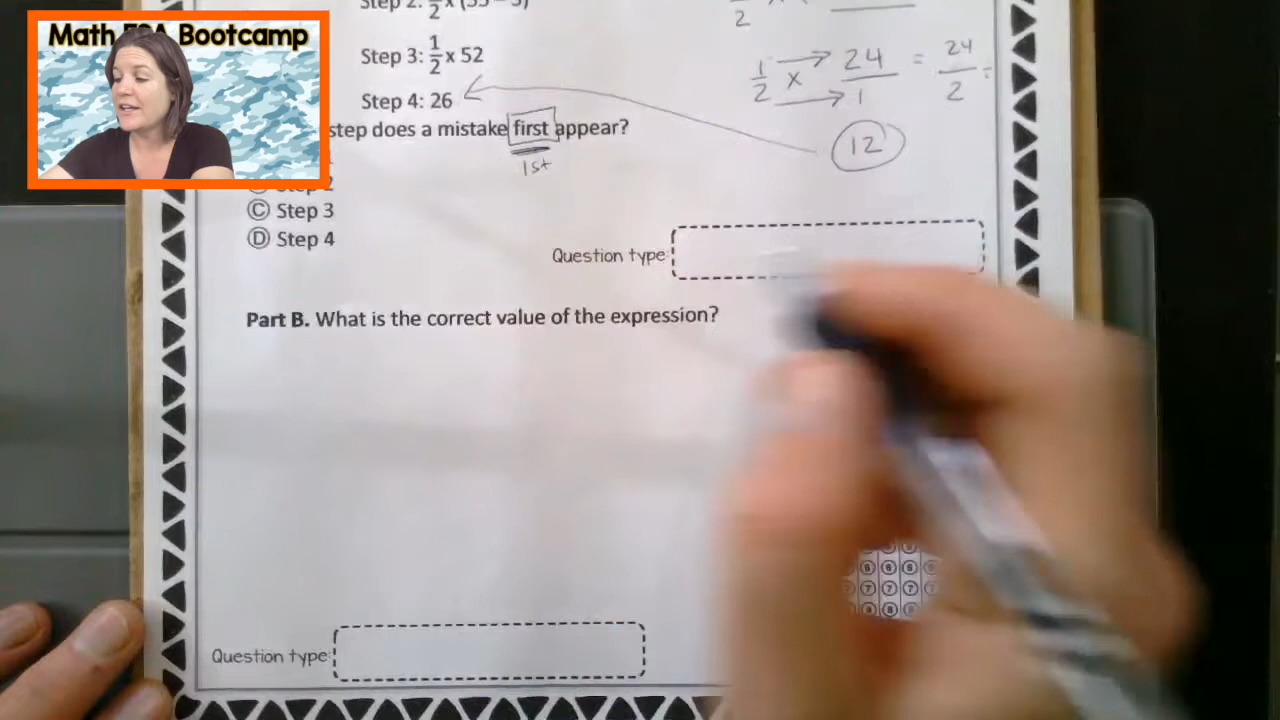 Math Bootcamp
Step 3: 1/2 x 52
Step 4: 26
step does a mistake first appear?
1st
1/2 x 24/1 = 24/2 =
12
Ⓒ Step 3
Ⓓ Step 4
Question type:
Part B. What is the correct value of the expression?
Question type: